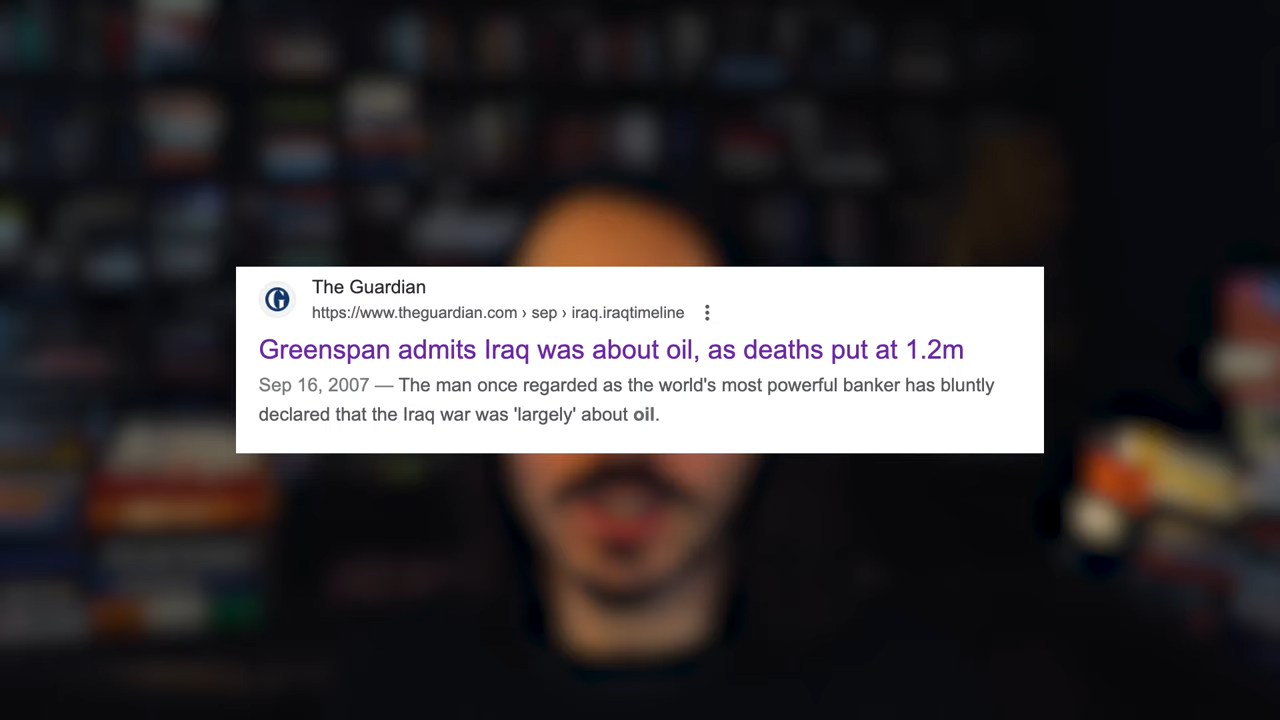 The Guardian
https://www.theguardian.com › sep › iraq.iraqtimeline
Greenspan admits Iraq was about oil, as deaths put at 1.2m
Sep 16, 2007 — The man once regarded as the world's most powerful banker has bluntly
declared that the Iraq war was 'largely' about oil.